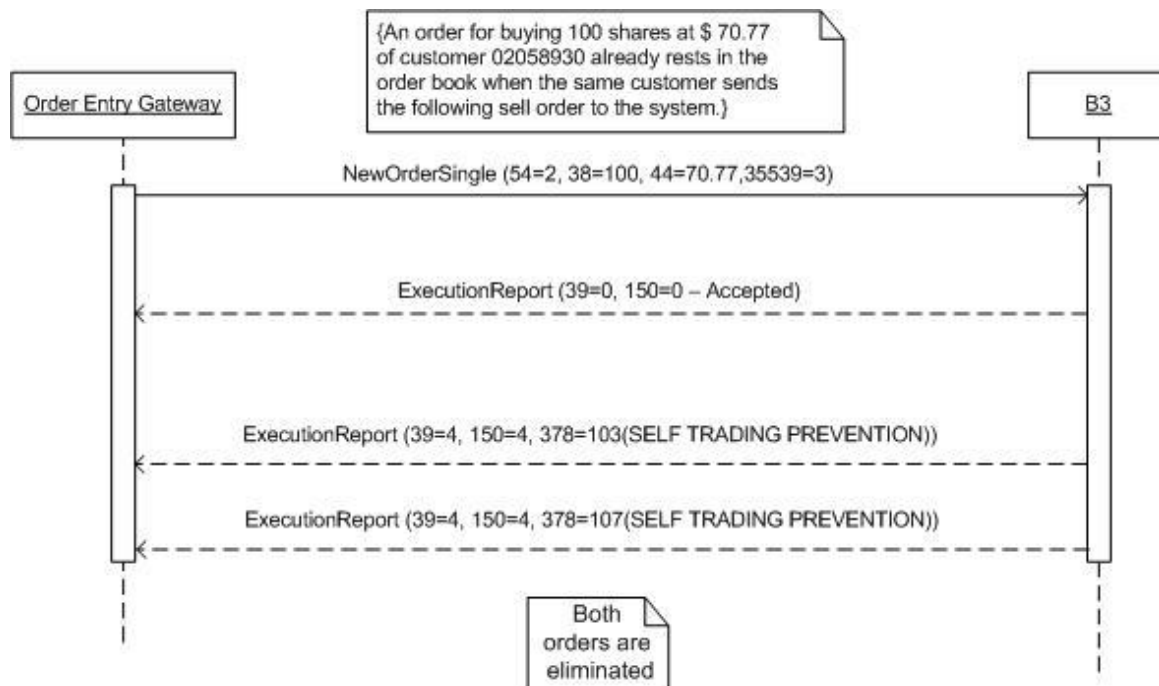 {An order for buying 100 shares at $ 70.77
of customer 02058930 already rests in the
order book when the same customer sends
the following sell order to the system.}
Order Entry Gateway
B3
NewOrderSingle (54=2, 38=100, 44=70.77,35539=3)
ExecutionReport (39=0, 150=0 – Accepted)
ExecutionReport (39=4, 150=4, 378=103(SELF TRADING PREVENTION))
ExecutionReport (39=4, 150=4, 378=107(SELF TRADING PREVENTION))
Both
orders are
eliminated